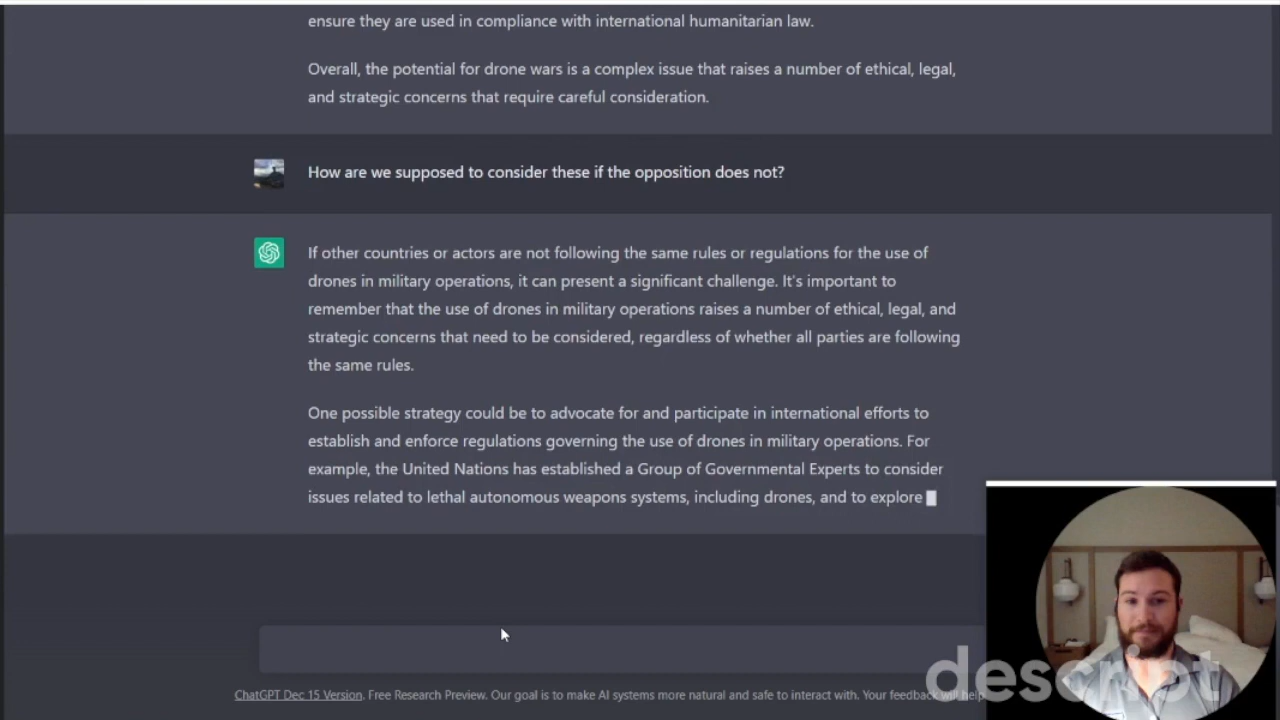 ensure they are used in compliance with international humanitarian law.
Overall, the potential for drone wars is a complex issue that raises a number of ethical, legal,
and strategic concerns that require careful consideration.
How are we supposed to consider these if the opposition does not?
If other countries or actors are not following the same rules or regulations for the use of
drones in military operations, it can present a significant challenge. It's important to
remember that the use of drones in military operations raises a number of ethical, legal, and
strategic concerns that need to be considered, regardless of whether all parties are following
the same rules.
One possible strategy could be to advocate for and participate in international efforts to
establish and enforce regulations governing the use of drones in military operations. For
example, the United Nations has established a Group of Governmental Experts to consider
issues related to lethal autonomous weapons systems, including drones, and to explore
descript
ChatGPT Dec 15 Version. Free Research Preview. Our goal is to make AI systems more natural and safe to interact with. Your feedback will help